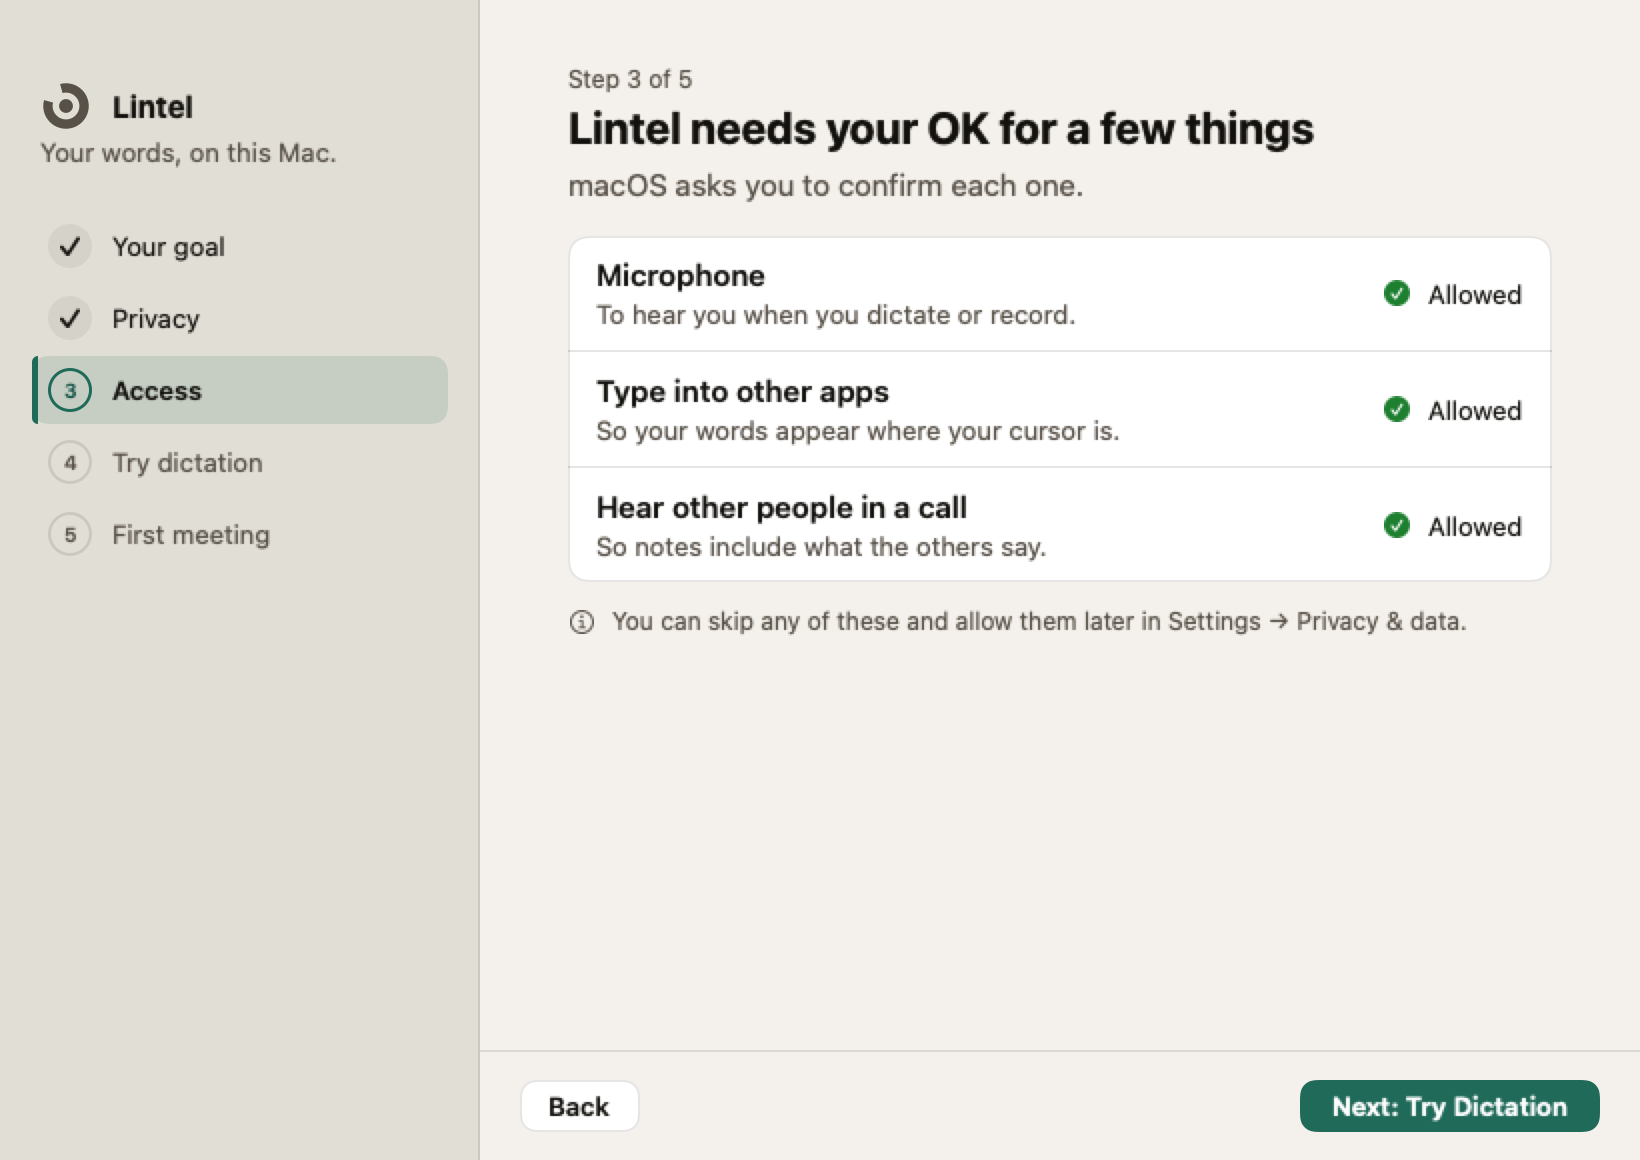 Lintel
Your words, on this Mac.
Your goal
Privacy
3 Access
4 Try dictation
5 First meeting
Step 3 of 5
Lintel needs your OK for a few things
macOS asks you to confirm each one.
Microphone
To hear you when you dictate or record.
Allowed
Type into other apps
So your words appear where your cursor is.
Allowed
Hear other people in a call
So notes include what the others say.
Allowed
You can skip any of these and allow them later in Settings → Privacy & data.
Back
Next: Try Dictation